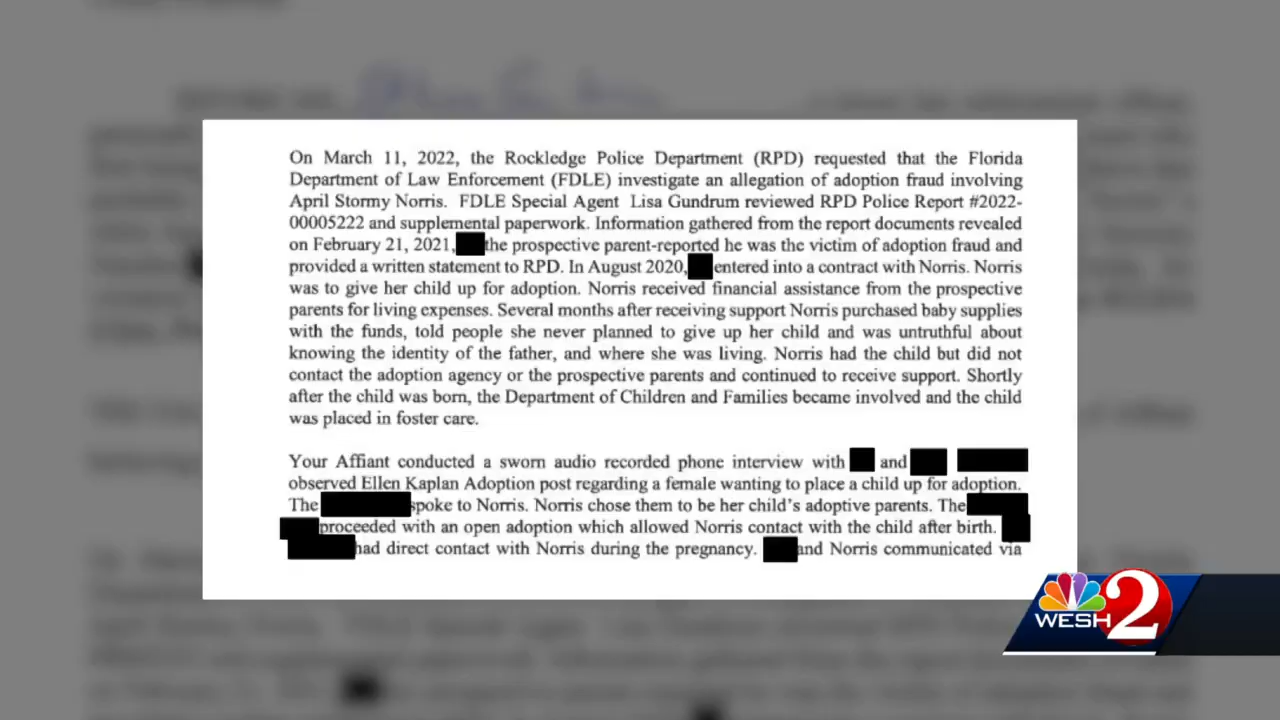 On March 11, 2022, the Rockledge Police Department (RPD) requested that the Florida
Department of Law Enforcement (FDLE) investigate an allegation of adoption fraud involving
April Stormy Norris. FDLE Special Agent Lisa Gundrum reviewed RPD Police Report #2022-
00005222 and supplemental paperwork. Information gathered from the report documents revealed
on February 21, 2021, the prospective parent-reported he was the victim of adoption fraud and
provided a written statement to RPD. In August 2020, entered into a contract with Norris. Norris
was to give her child up for adoption. Norris received financial assistance from the prospective
parents for living expenses. Several months after receiving support Norris purchased baby supplies
with the funds, told people she never planned to give up her child and was untruthful about
knowing the identity of the father, and where she was living. Norris had the child but did not
contact the adoption agency or the prospective parents and continued to receive support. Shortly
after the child was born, the Department of Children and Families became involved and the child
was placed in foster care.
Your Affiant conducted a sworn audio recorded phone interview with and
observed Ellen Kaplan Adoption post regarding a female wanting to place a child up for adoption.
The spoke to Norris. Norris chose them to be her child's adoptive parents. The
proceeded with an open adoption which allowed Norris contact with the child after birth.
had direct contact with Norris during the pregnancy. and Norris communicated via
WESH 2